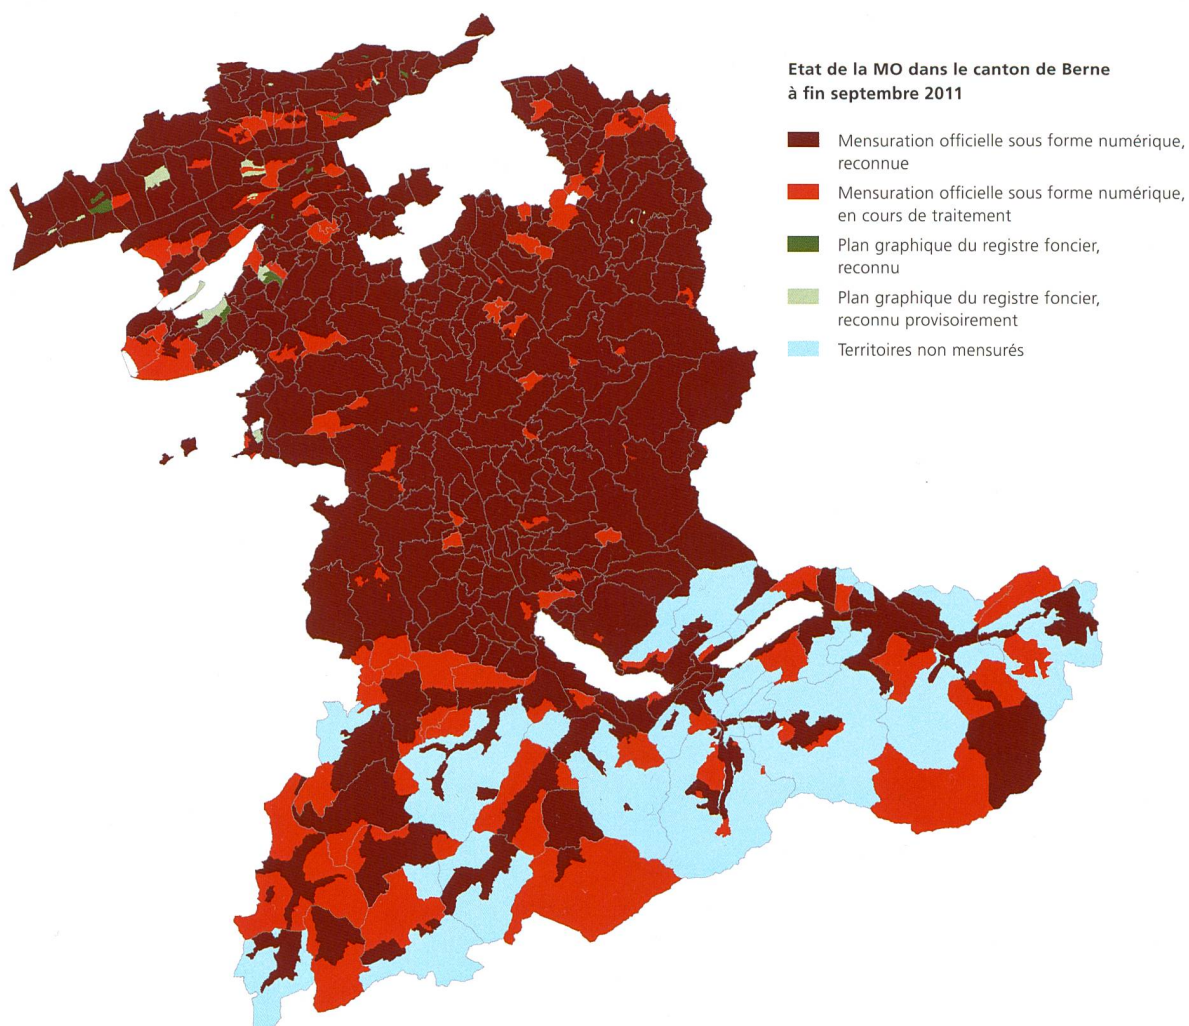 Etat de la MO dans le canton de Berne
à fin septembre 2011
Mensuration officielle sous forme numérique,
reconnue
Mensuration officielle sous forme numérique,
en cours de traitement
Plan graphique du registre foncier,
reconnu
Plan graphique du registre foncier,
reconnu provisoirement
Territoires non mensurés